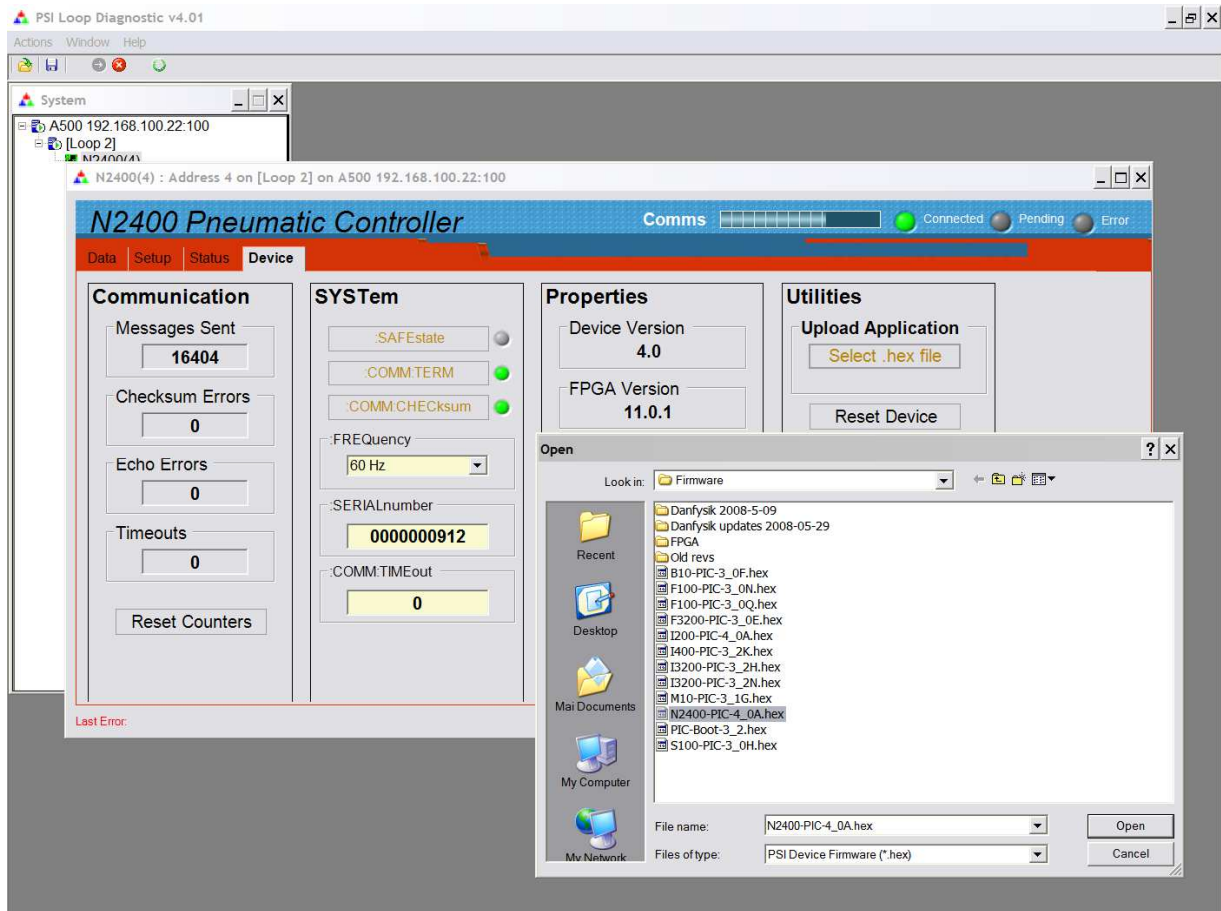 PSI Loop Diagnostic v4.01
Actions Window Help
System
A500 192.168.100.22:100
[Loop 2]
N2400(4)
N2400(4) : Address 4 on [Loop 2] on A500 192.168.100.22:100
N2400 Pneumatic Controller
Comms
Connected Pending Error
Data Setup Status Device
Communication
Messages Sent
16404
Checksum Errors
0
Echo Errors
0
Timeouts
0
Reset Counters
SYSTem
:SAFEstate
:COMM:TERM
:COMM:CHECksum
:FREQuency
60 Hz
:SERIALnumber
0000000912
:COMM:TIMEout
0
Properties
Device Version
4.0
FPGA Version
11.0.1
Utilities
Upload Application
Select .hex file
Reset Device
Last Error:
Open
Look in: Firmware
Recent
Desktop
Mai Documents
My Computer
My Network
Danfysik 2008-5-09
Danfysik updates 2008-05-29
FPGA
Old revs
B10-PIC-3_0F.hex
F100-PIC-3_0N.hex
F100-PIC-3_0Q.hex
F3200-PIC-3_0E.hex
I200-PIC-4_0A.hex
I400-PIC-3_2K.hex
I3200-PIC-3_2H.hex
I3200-PIC-3_2N.hex
M10-PIC-3_1G.hex
N2400-PIC-4_0A.hex
PIC-Boot-3_2.hex
S100-PIC-3_0H.hex
File name: N2400-PIC-4_0A.hex Open
Files of type: PSI Device Firmware (*.hex) Cancel